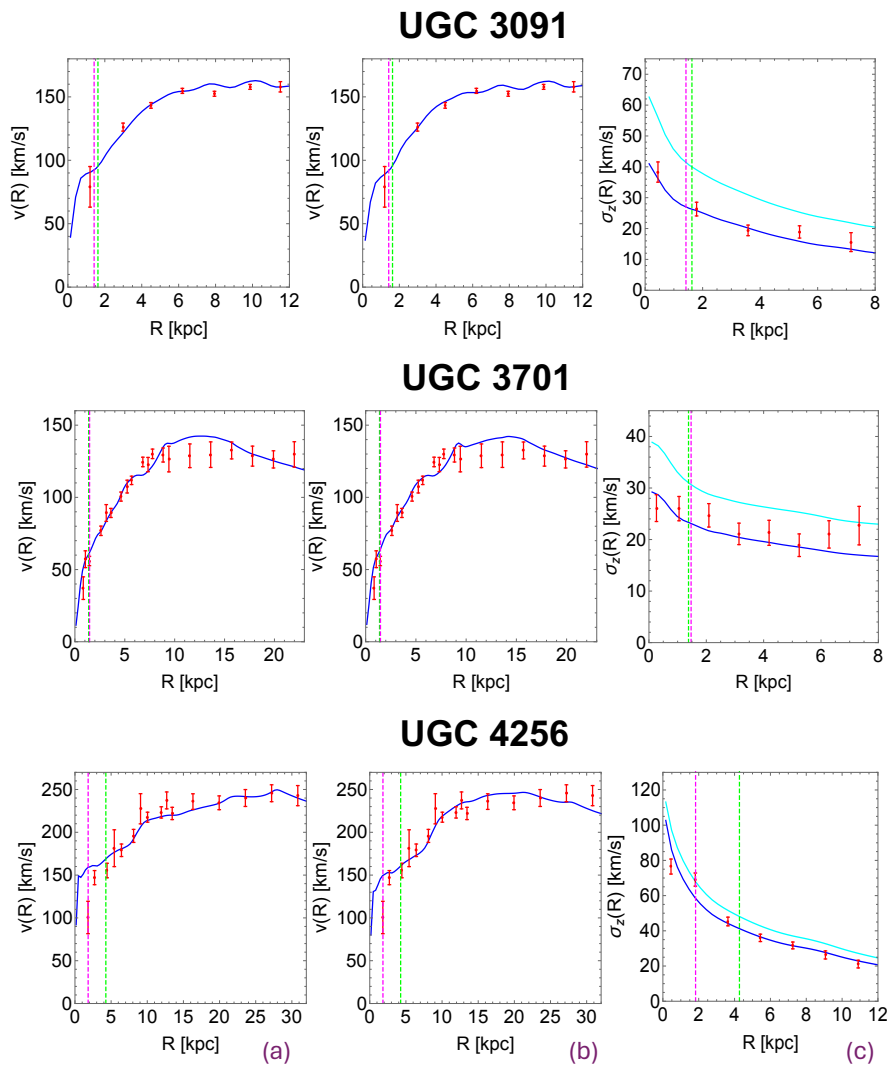 UGC 3091
v(R) [km/s]
150
100
50
0
0 2 4 6 8 10 12
R [kpc]
v(R) [km/s]
150
100
50
0
0 2 4 6 8 10 12
R [kpc]
σz(R) [km/s]
70
60
50
40
30
20
10
0
0 2 4 6 8
R [kpc]
UGC 3701
v(R) [km/s]
150
100
50
0
0 5 10 15 20
R [kpc]
v(R) [km/s]
150
100
50
0
0 5 10 15 20
R [kpc]
σz(R) [km/s]
40
30
20
10
0
0 2 4 6 8
R [kpc]
UGC 4256
v(R) [km/s]
250
200
150
100
50
0
0 5 10 15 20 25 30
R [kpc]
(a)
v(R) [km/s]
250
200
150
100
50
0
0 5 10 15 20 25 30
R [kpc]
(b)
σz(R) [km/s]
120
100
80
60
40
20
0
0 2 4 6 8 10 12
R [kpc]
(c)